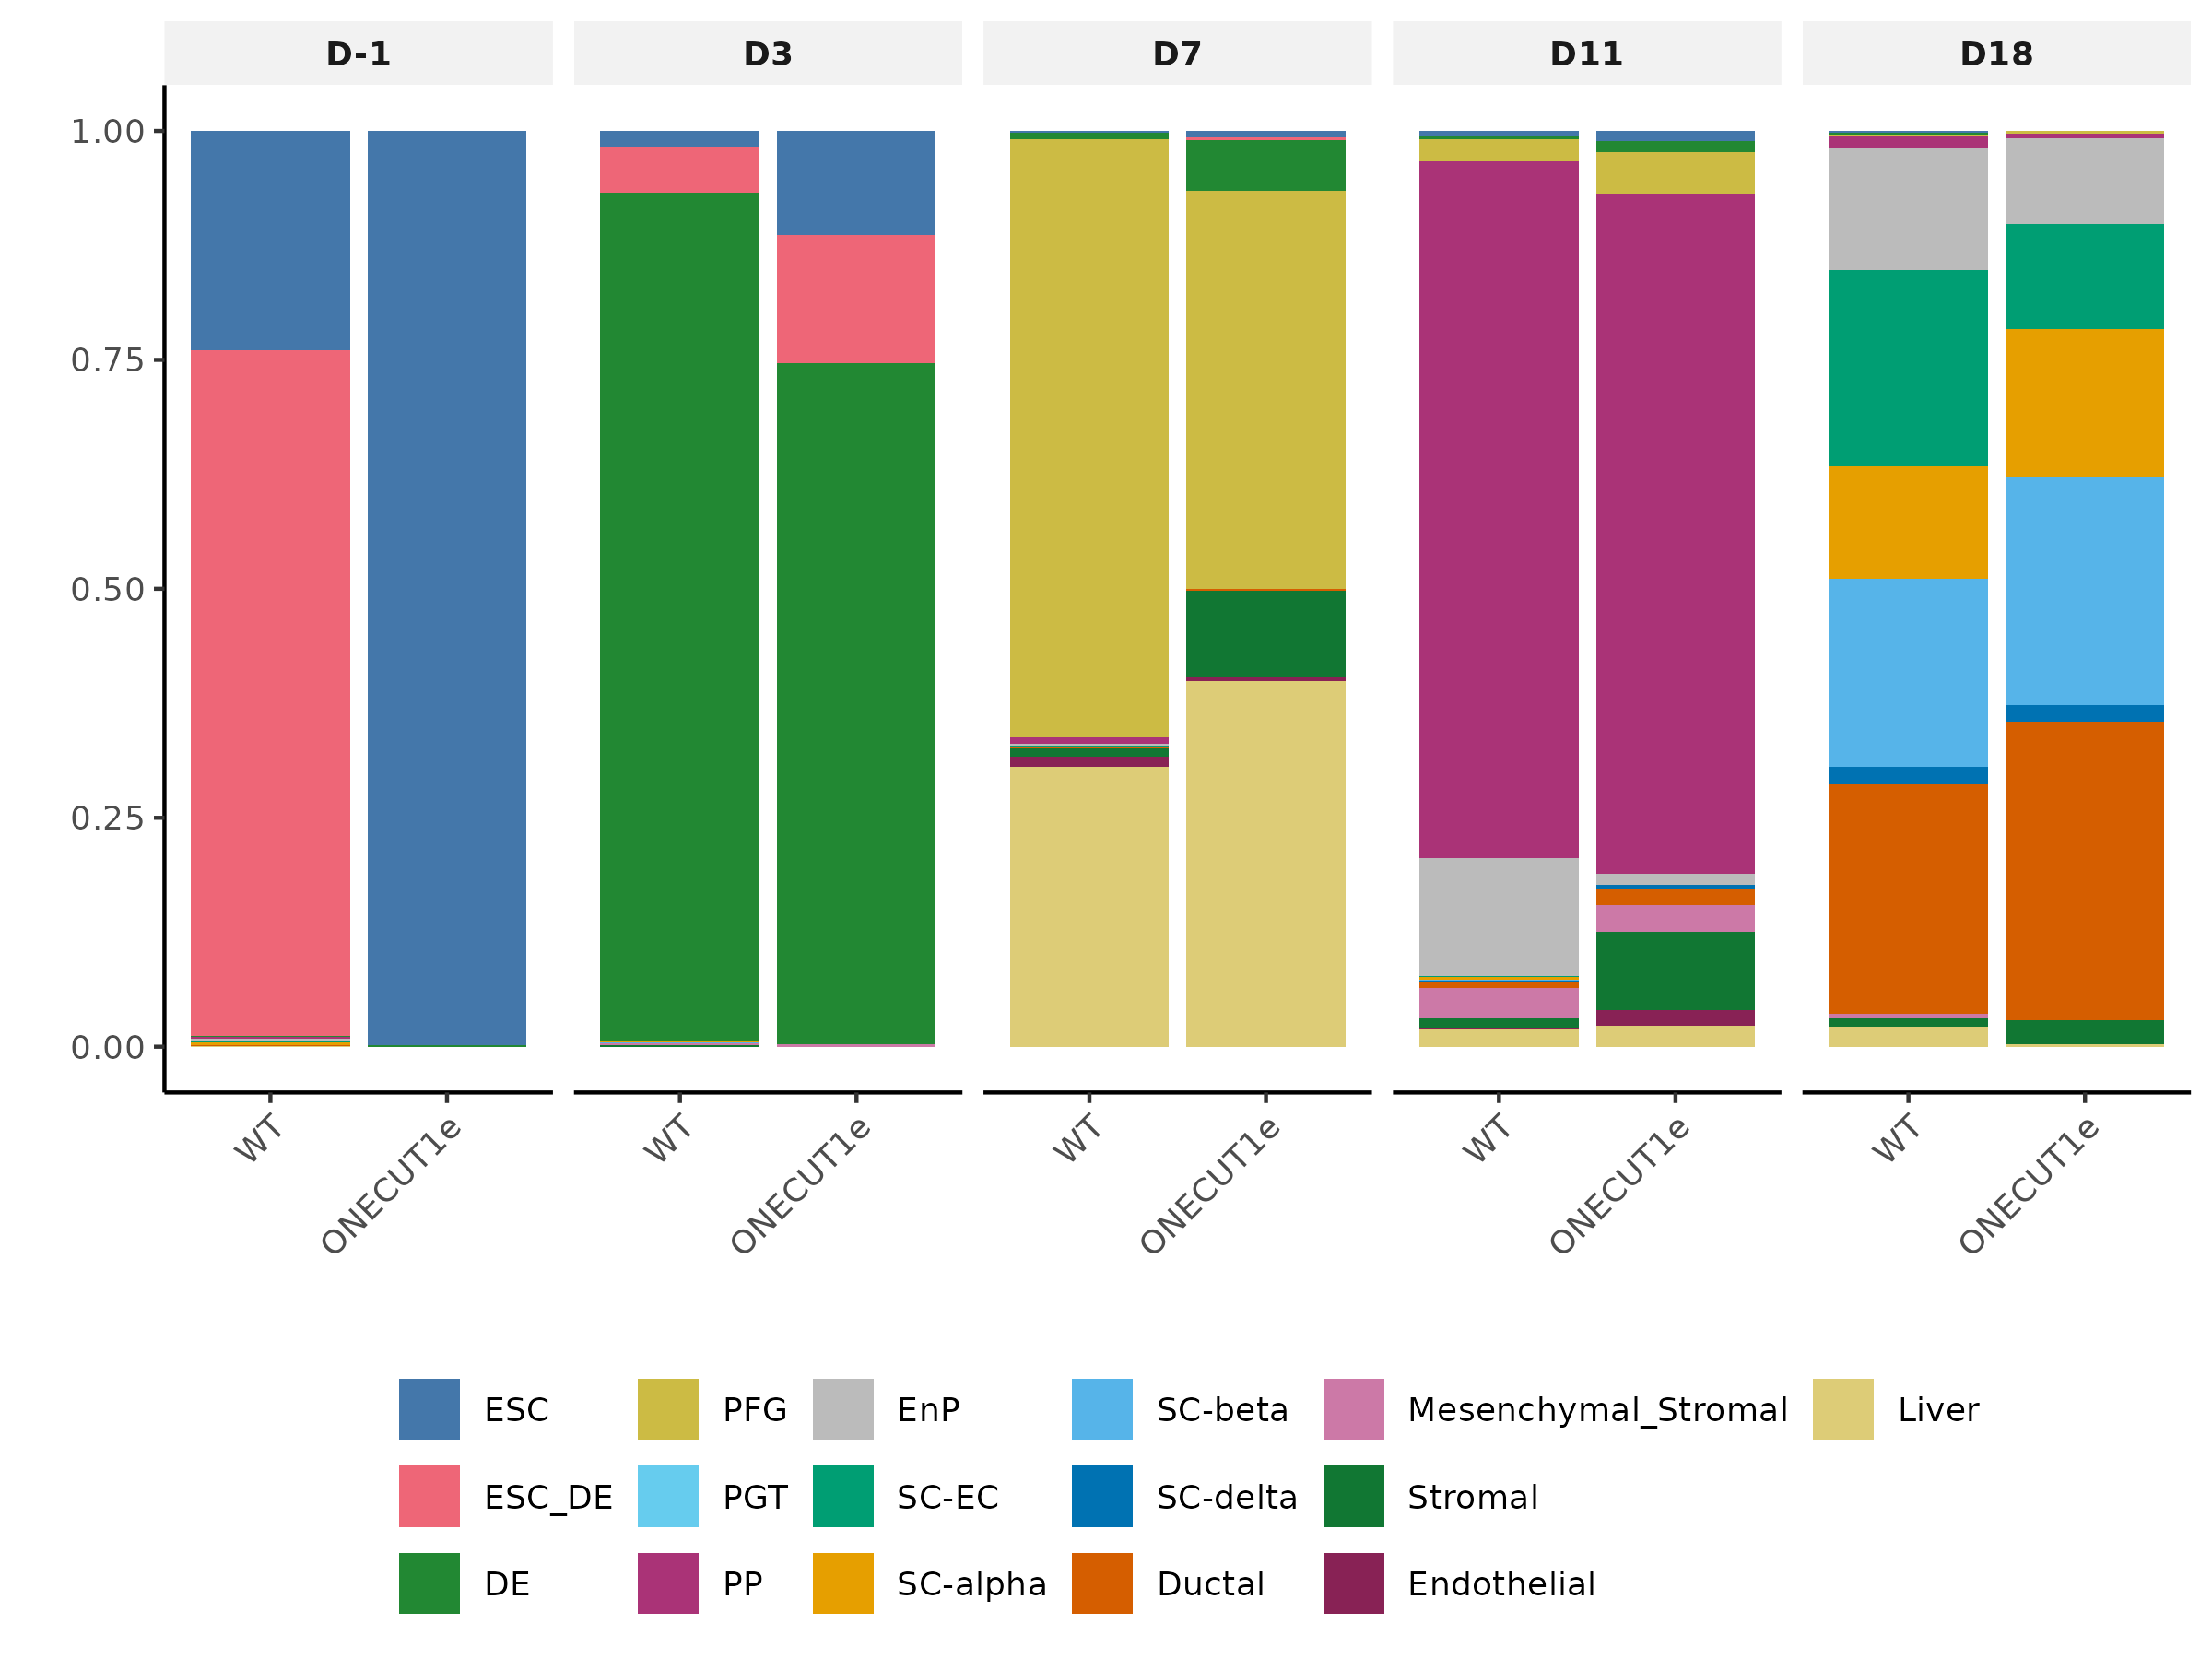 D-1 D3 D7 D11 D18
1.00
0.75
0.50
0.25
0.00
WT ONECUT1e WT ONECUT1e WT ONECUT1e WT ONECUT1e WT ONECUT1e
ESC PFG EnP SC-beta Mesenchymal_Stromal Liver
ESC_DE PGT SC-EC SC-delta Stromal
DE PP SC-alpha Ductal Endothelial